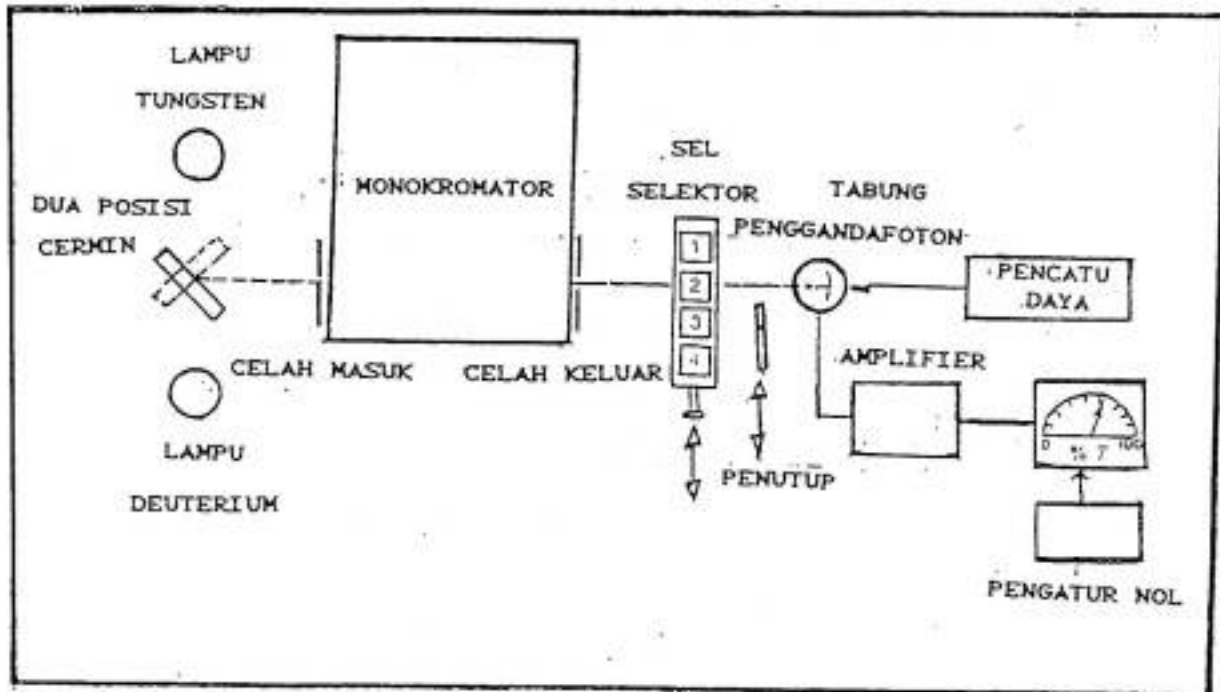 LAMPU
TUNGSTEN
DUA POSISI
CERMIN
MONOKROMATOR
SEL
SELEKTOR
TABUNG
PENGGANDAFOTON
1
2
3
4
PENCATU
DAYA
CELAH MASUK
CELAH KELUAR
AMPLIFIER
0 100
% T
LAMPU
DEUTERIUM
PENUTUP
PENGATUR NOL